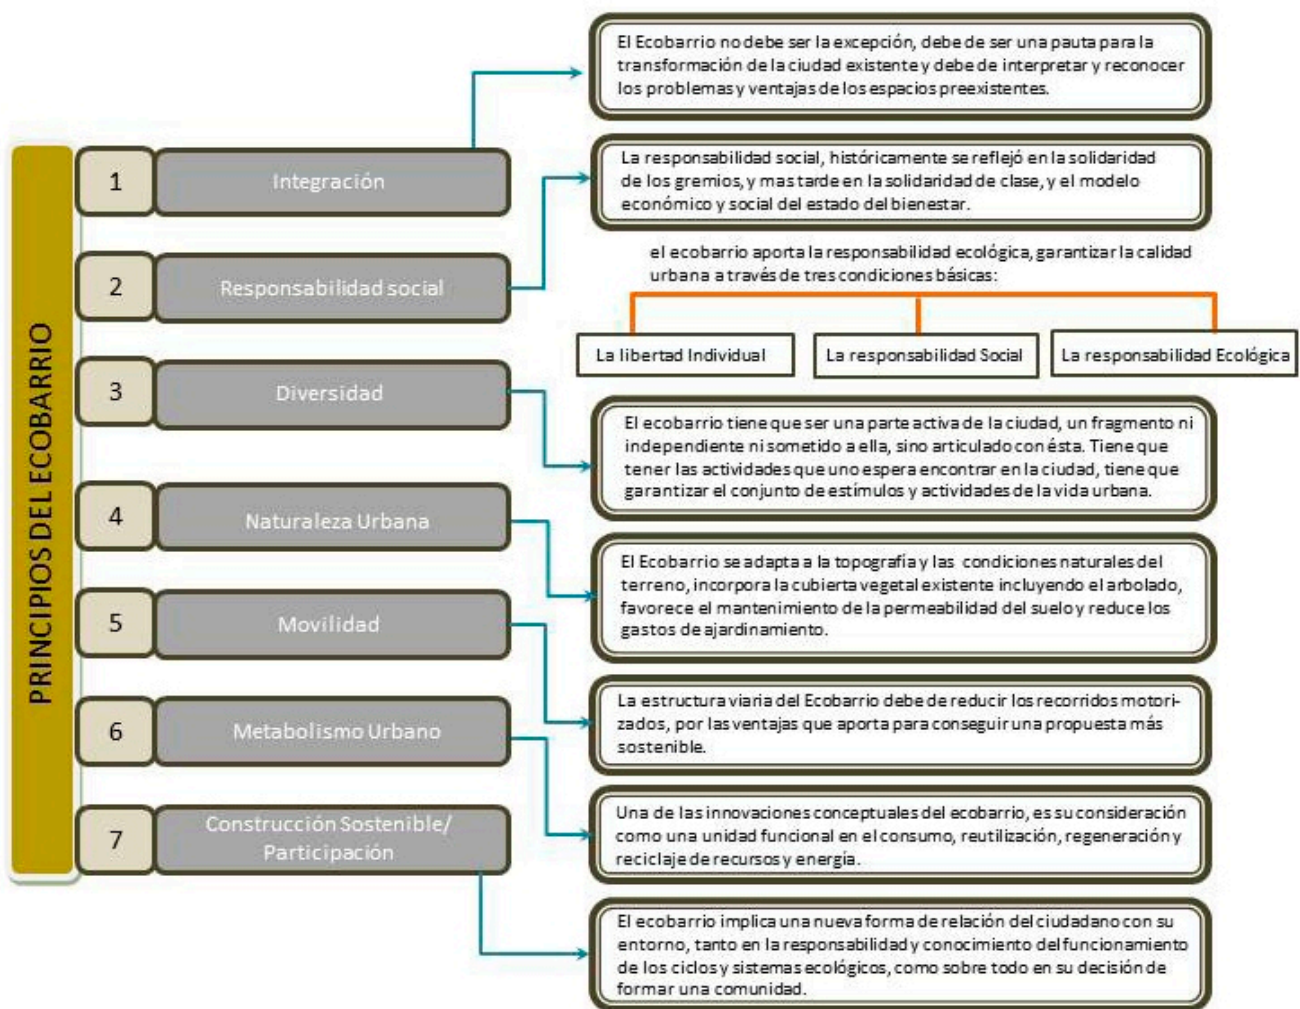 PRINCIPIOS DEL ECOBARRIO
1
Integración
El Ecobarrio no debe ser la excepción, debe de ser una pauta para la
transformación de la ciudad existente y debe de interpretar y reconocer
los problemas y ventajas de los espacios preexistentes.
2
Responsabilidad social
La responsabilidad social, históricamente se reflejó en la solidaridad
de los gremios, y mas tarde en la solidaridad de clase, y el modelo
económico y social del estado del bienestar.
el ecobarrio aporta la responsabilidad ecológica, garantizar la calidad
urbana a través de tres condiciones básicas:
La libertad Individual
La responsabilidad Social
La responsabilidad Ecológica
3
Diversidad
El ecobarrio tiene que ser una parte activa de la ciudad, un fragmento ni
independiente ni sometido a ella, sino articulado con ésta. Tiene que
tener las actividades que uno espera encontrar en la ciudad, tiene que
garantizar el conjunto de estímulos y actividades de la vida urbana.
4
Naturaleza Urbana
El Ecobarrio se adapta a la topografía y las condiciones naturales del
terreno, incorpora la cubierta vegetal existente incluyendo el arbolado,
favorece el mantenimiento de la permeabilidad del suelo y reduce los
gastos de ajardinamiento.
5
Movilidad
La estructura viaria del Ecobarrio debe de reducir los recorridos motori-
zados, por las ventajas que aporta para conseguir una propuesta más
sostenible.
6
Metabolismo Urbano
Una de las innovaciones conceptuales del ecobarrio, es su consideración
como una unidad funcional en el consumo, reutilización, regeneración y
reciclaje de recursos y energía.
7
Construcción Sostenible/
Participación
El ecobarrio implica una nueva forma de relación del ciudadano con su
entorno, tanto en la responsabilidad y conocimiento del funcionamiento
de los ciclos y sistemas ecológicos, como sobre todo en su decisión de
formar una comunidad.